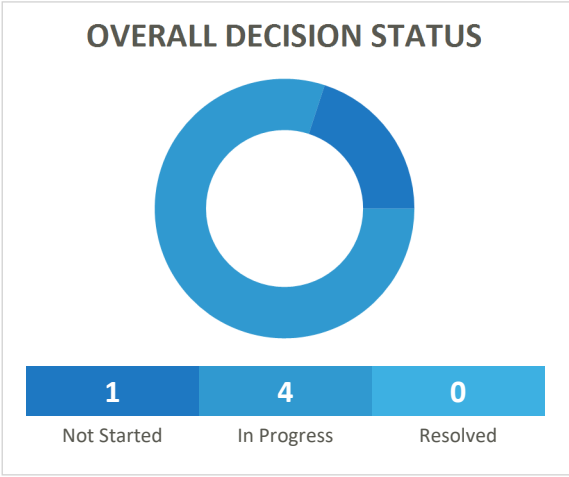 OVERALL DECISION STATUS
1 4 0
Not Started In Progress Resolved